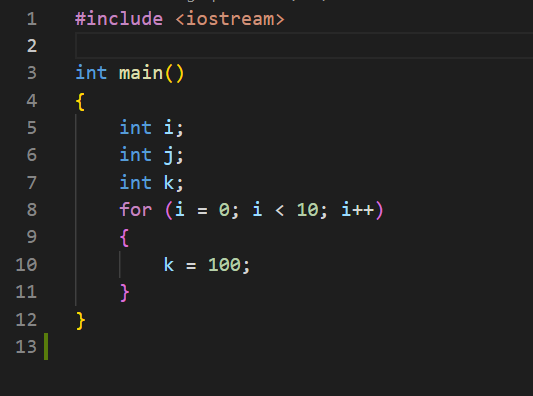 1 #include <iostream>
2
3 int main()
4 {
5 int i;
6 int j;
7 int k;
8 for (i = 0; i < 10; i++)
9 {
10 k = 100;
11 }
12 }
13